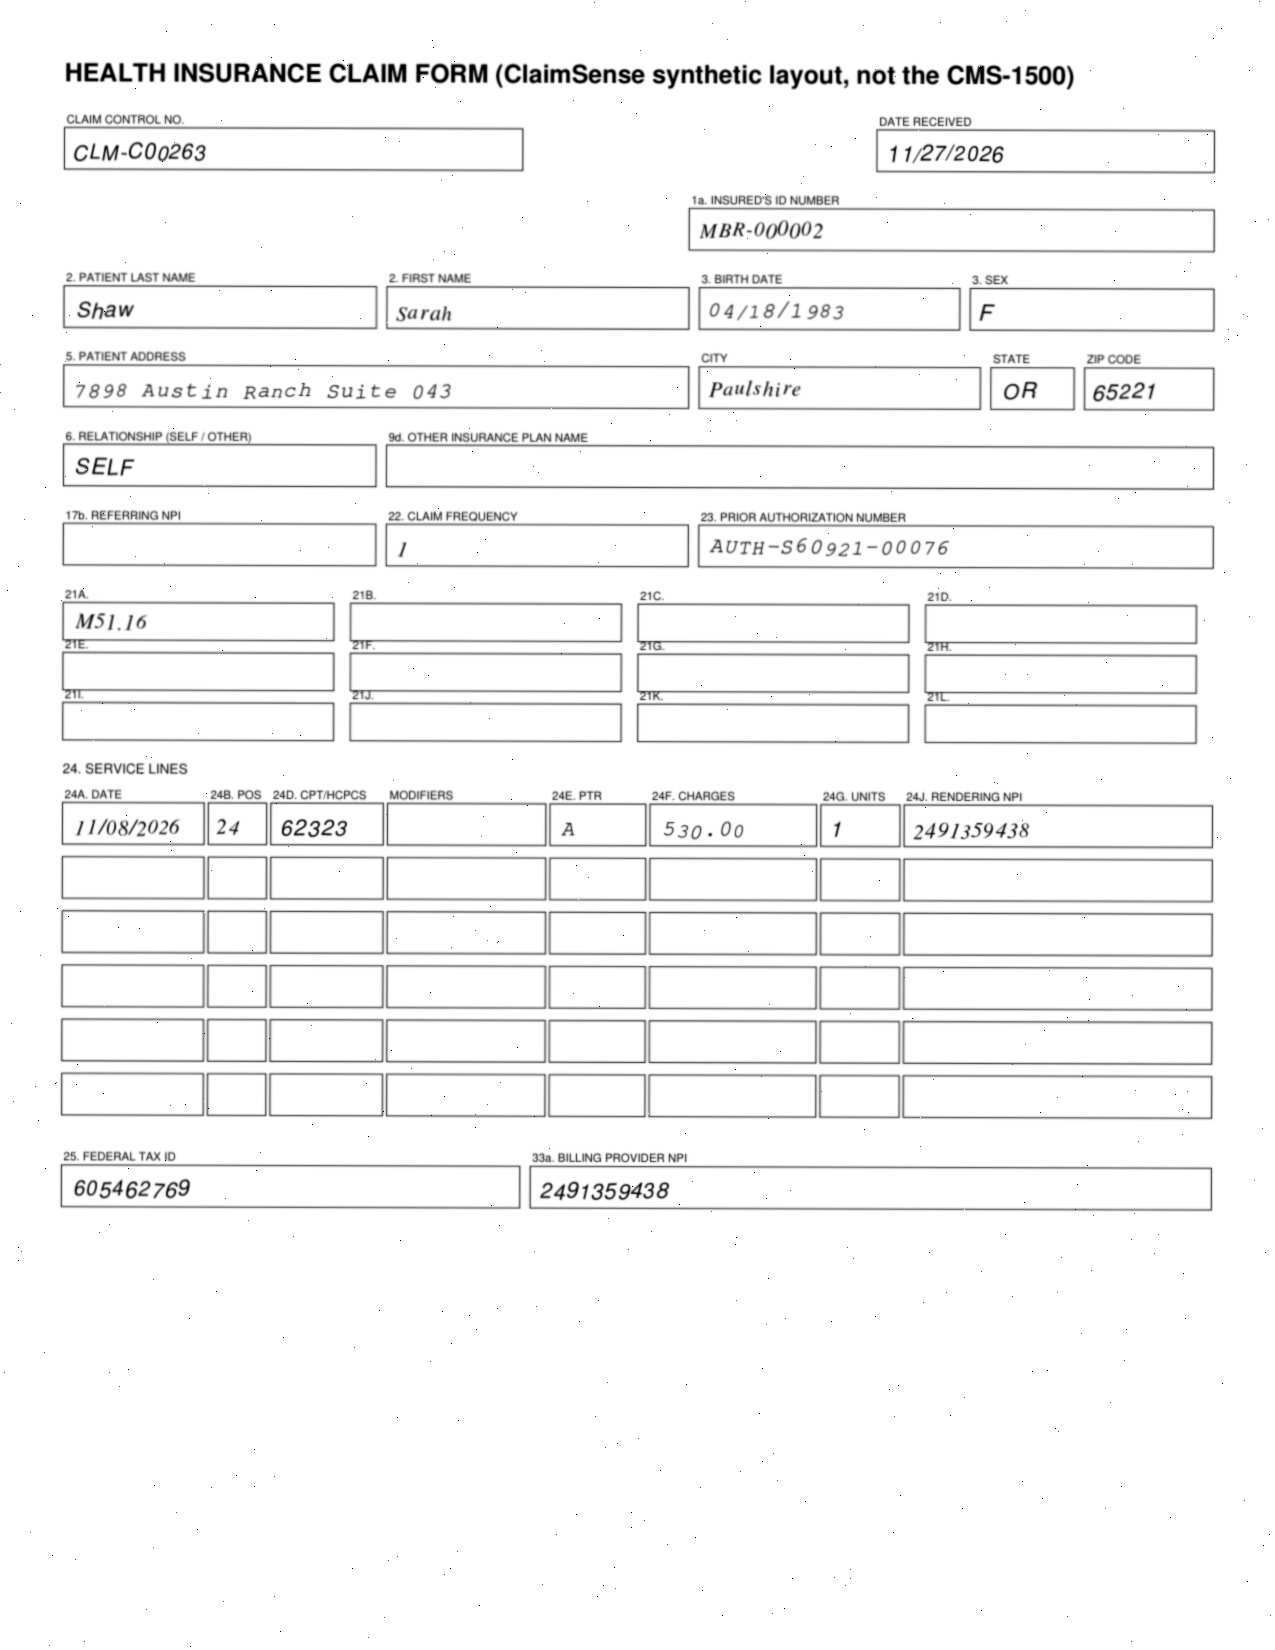 HEALTH INSURANCE CLAIM FORM (ClaimSense synthetic layout, not the CMS-1500)
CLAIM CONTROL NO. DATE RECEIVED
CLM-C00263 11/27/2026
1a. INSURED'S ID NUMBER
MBR-000002
2. PATIENT LAST NAME 2. FIRST NAME 3. BIRTH DATE 3. SEX
Shaw Sarah 04/18/1983 F
5. PATIENT ADDRESS CITY STATE ZIP CODE
7898 Austin Ranch Suite 043 Paulshire OR 65221
6. RELATIONSHIP (SELF / OTHER) 9d. OTHER INSURANCE PLAN NAME
SELF
17b. REFERRING NPI 22. CLAIM FREQUENCY 23. PRIOR AUTHORIZATION NUMBER
1 AUTH-S60921-00076
21A. 21B. 21C. 21D.
M51.16
21E. 21F. 21G. 21H.
21I. 21J. 21K. 21L.
24. SERVICE LINES
24A. DATE 24B. POS 24D. CPT/HCPCS MODIFIERS 24E. PTR 24F. CHARGES 24G. UNITS 24J. RENDERING NPI
11/08/2026 24 62323 A 530.00 1 2491359438
25. FEDERAL TAX ID 33a. BILLING PROVIDER NPI
605462769 2491359438